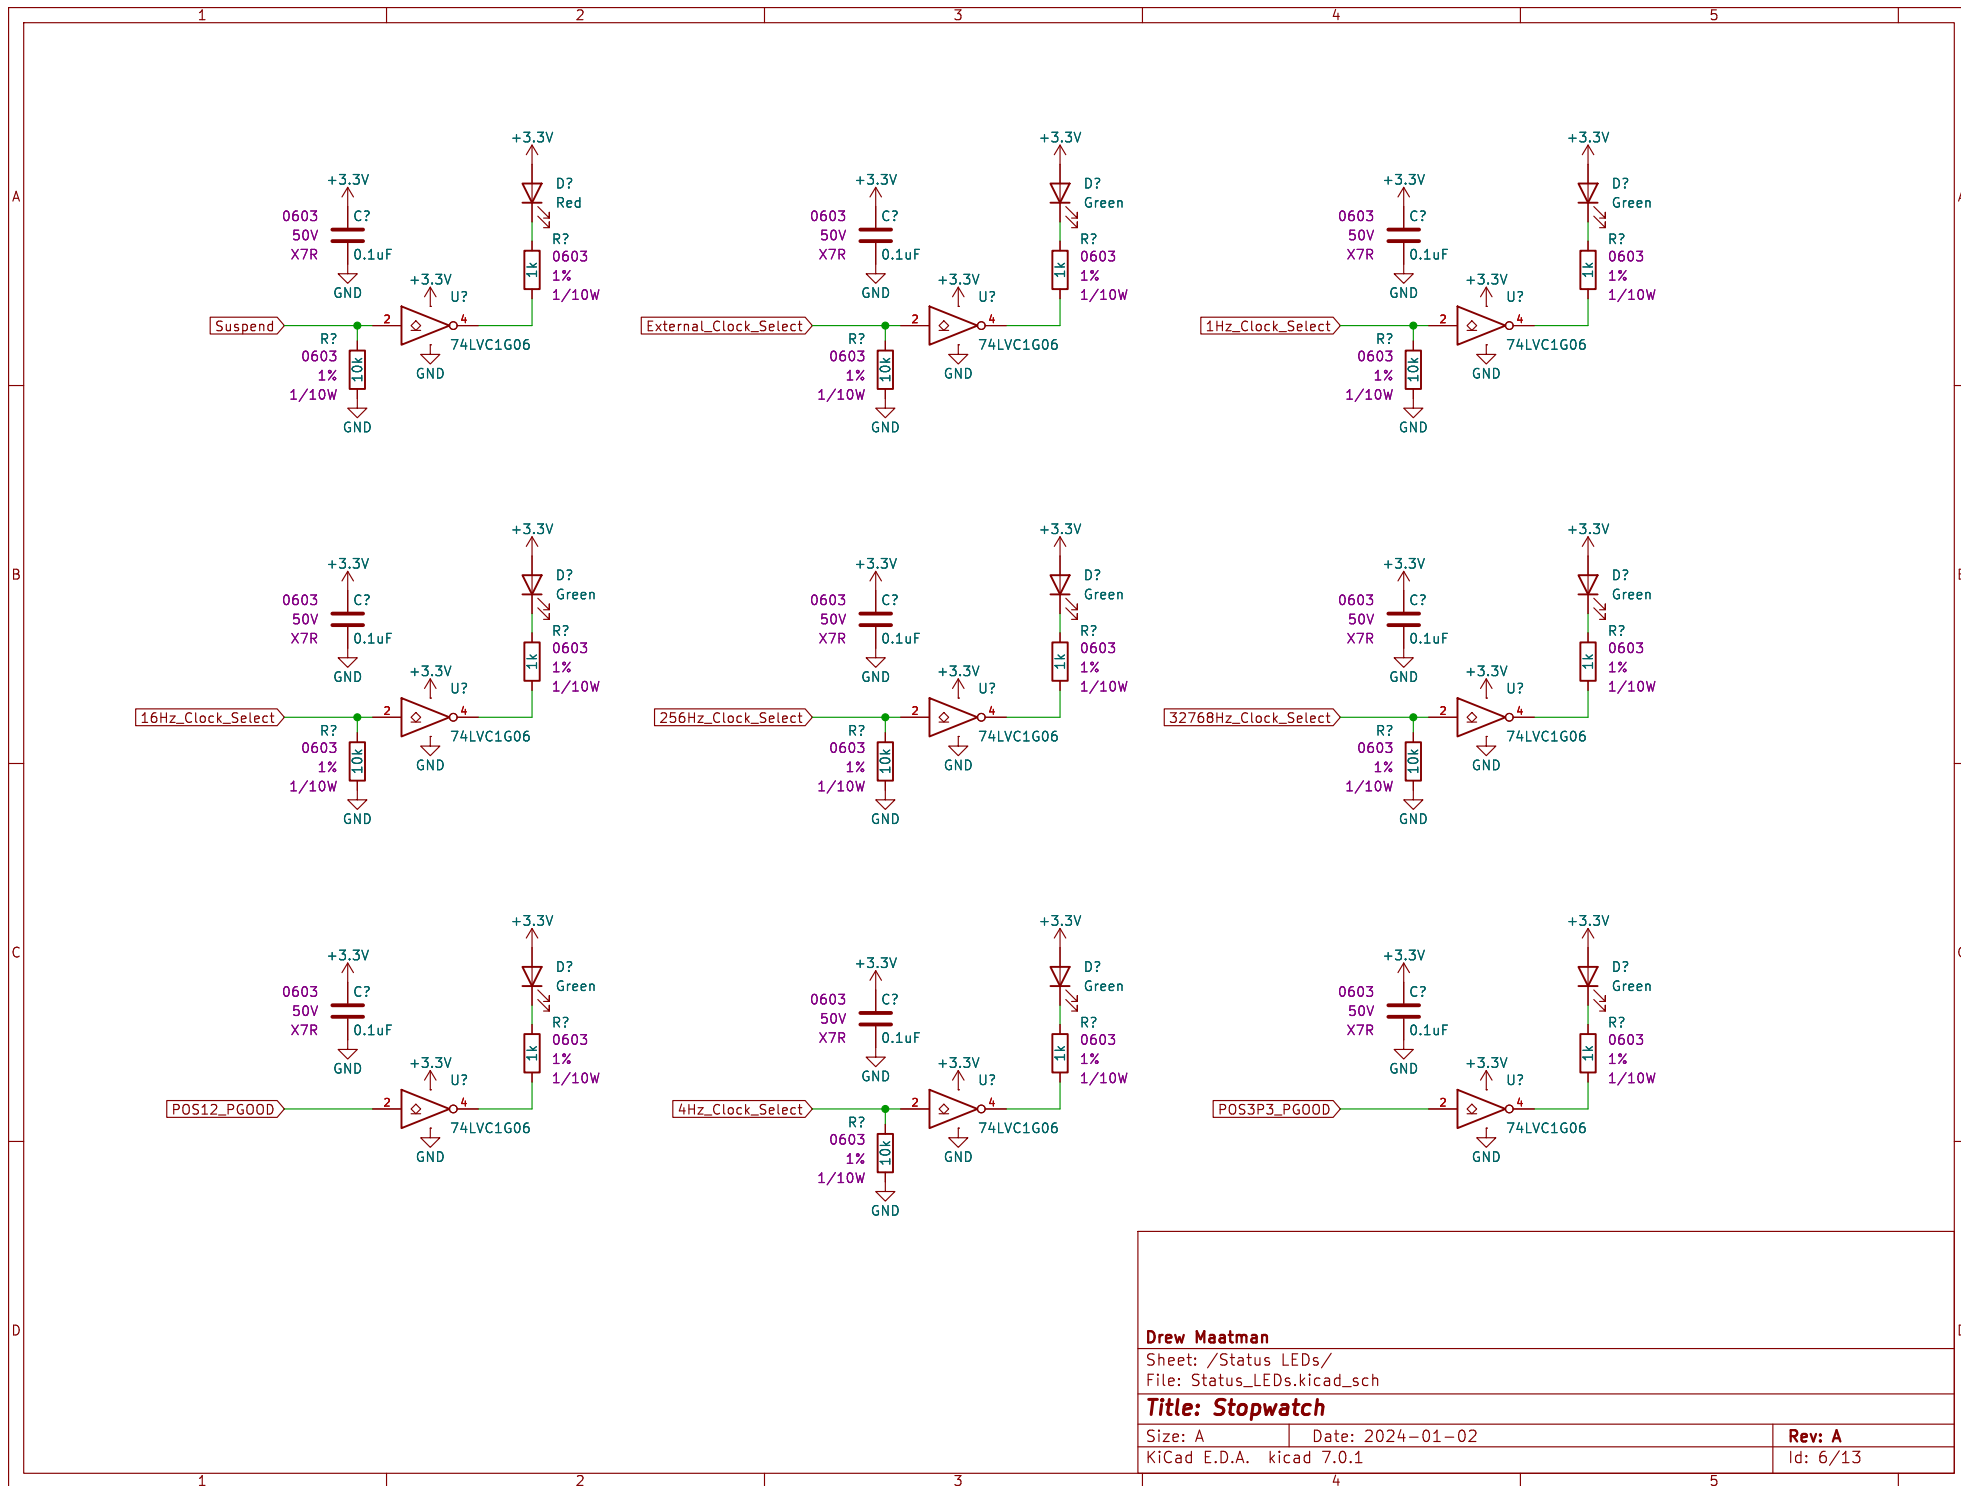 1 2 3 4 5
A
+3.3V
+3.3V
D?
Red
0603
50V
X7R
C?
0.1uF
GND
R?
1k
0603
1%
1/10W
+3.3V
U?
Suspend
2
4
74LVC1G06
GND
R?
0603
1%
1/10W
10k
GND
+3.3V
+3.3V
D?
Green
0603
50V
X7R
C?
0.1uF
GND
R?
1k
0603
1%
1/10W
+3.3V
U?
External_Clock_Select
2
4
74LVC1G06
GND
R?
0603
1%
1/10W
10k
GND
+3.3V
+3.3V
D?
Green
0603
50V
X7R
C?
0.1uF
GND
R?
1k
0603
1%
1/10W
+3.3V
U?
1Hz_Clock_Select
2
4
74LVC1G06
GND
R?
0603
1%
1/10W
10k
GND
B
+3.3V
+3.3V
D?
Green
0603
50V
X7R
C?
0.1uF
GND
R?
1k
0603
1%
1/10W
+3.3V
U?
16Hz_Clock_Select
2
4
74LVC1G06
GND
R?
0603
1%
1/10W
10k
GND
+3.3V
+3.3V
D?
Green
0603
50V
X7R
C?
0.1uF
GND
R?
1k
0603
1%
1/10W
+3.3V
U?
256Hz_Clock_Select
2
4
74LVC1G06
GND
R?
0603
1%
1/10W
10k
GND
+3.3V
+3.3V
D?
Green
0603
50V
X7R
C?
0.1uF
GND
R?
1k
0603
1%
1/10W
+3.3V
U?
32768Hz_Clock_Select
2
4
74LVC1G06
GND
R?
0603
1%
1/10W
10k
GND
C
+3.3V
+3.3V
D?
Green
0603
50V
X7R
C?
0.1uF
GND
R?
1k
0603
1%
1/10W
+3.3V
U?
POS12_PGOOD
2
4
74LVC1G06
GND
+3.3V
+3.3V
D?
Green
0603
50V
X7R
C?
0.1uF
GND
R?
1k
0603
1%
1/10W
+3.3V
U?
4Hz_Clock_Select
2
4
74LVC1G06
GND
R?
0603
1%
1/10W
10k
GND
+3.3V
+3.3V
D?
Green
0603
50V
X7R
C?
0.1uF
GND
R?
1k
0603
1%
1/10W
+3.3V
U?
POS3P3_PGOOD
2
4
74LVC1G06
GND
D
Drew Maatman
Sheet: /Status LEDs/
File: Status_LEDs.kicad_sch
Title: Stopwatch
Size: A Date: 2024-01-02 Rev: A
KiCad E.D.A. kicad 7.0.1 Id: 6/13
1 2 3 4 5